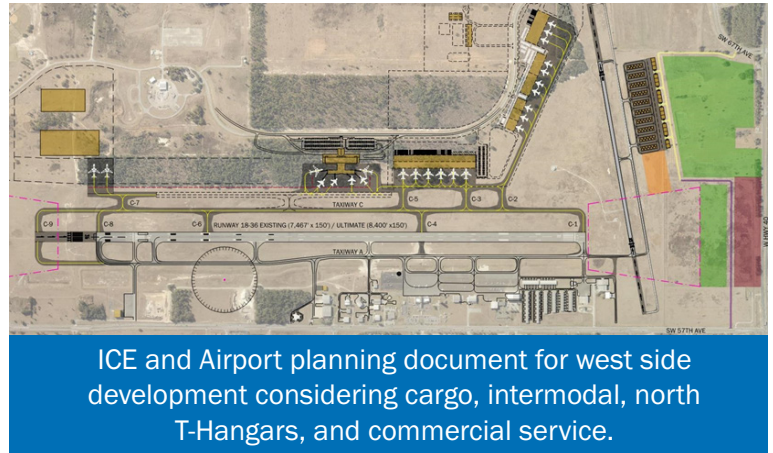 SW 67TH AVE
C-7
TAXIWAY C
C-5
C-3
C-2
C-9
C-8
C-6
RUNWAY 18-36 EXISTING (7,467' x 150') / ULTIMATE (8,400' x150')
C-4
C-1
W HWY 40
TAXIWAY A
SW 57TH AVE
ICE and Airport planning document for west side
development considering cargo, intermodal, north
T-Hangars, and commercial service.